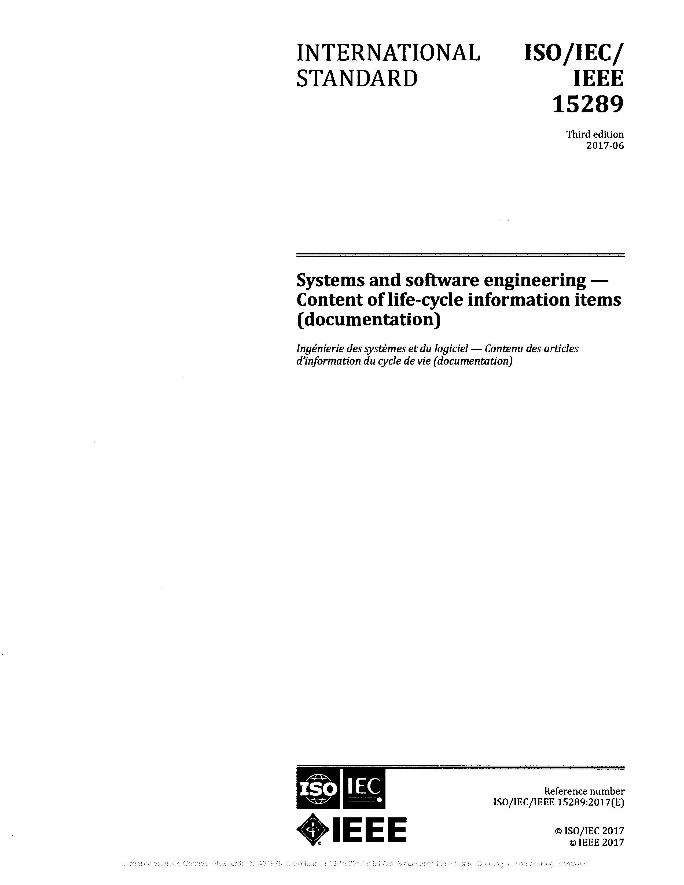 INTERNATIONAL
STANDARD
ISO/IEC/
IEEE
15289
Third edition
2017-06
Systems and software engineering —
Content of life-cycle information items
(documentation)
Ingénierie des systèmes et du logiciel — Contenu des articles
d'information du cycle de vie (documentation)
ISO IEC
IEEE
Reference number
ISO/IEC/IEEE 15289:2017(E)
© ISO/IEC 2017
© IEEE 2017